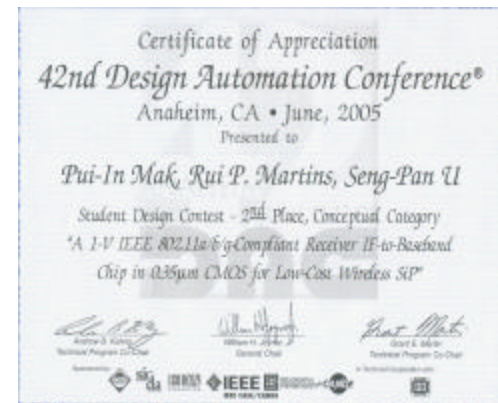 Certificate of Appreciation
42nd Design Automation Conference®
Anaheim, CA • June, 2005
Presented to
Pui-In Mak, Rui P. Martins, Seng-Pan U
Student Design Contest - 2nd Place, Conceptual Category
"A 1-V IEEE 802.11a/b/g-Compliant Receiver IF-to-Baseband
Chip in 0.35μm CMOS for Low-Cost Wireless SiP"
Technical Program Co-Chair
General Chair
Technical Program Co-Chair
IEEE